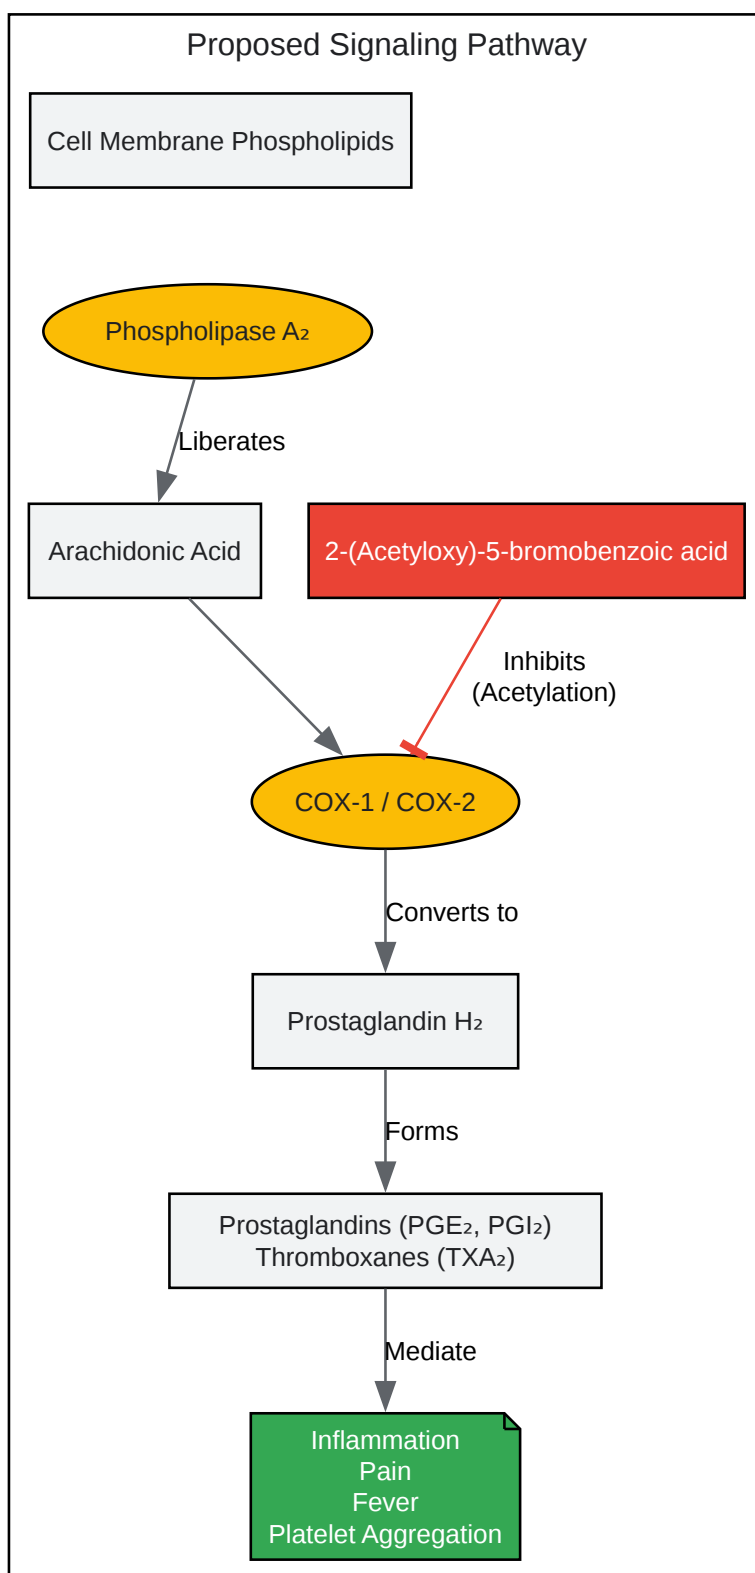 Proposed Signaling Pathway
Cell Membrane Phospholipids
Phospholipase A₂
Liberates
Arachidonic Acid
2-(Acetyloxy)-5-bromobenzoic acid
Inhibits
(Acetylation)
COX-1 / COX-2
Converts to
Prostaglandin H₂
Forms
Prostaglandins (PGE₂, PGI₂)
Thromboxanes (TXA₂)
Mediate
Inflammation
Pain
Fever
Platelet Aggregation